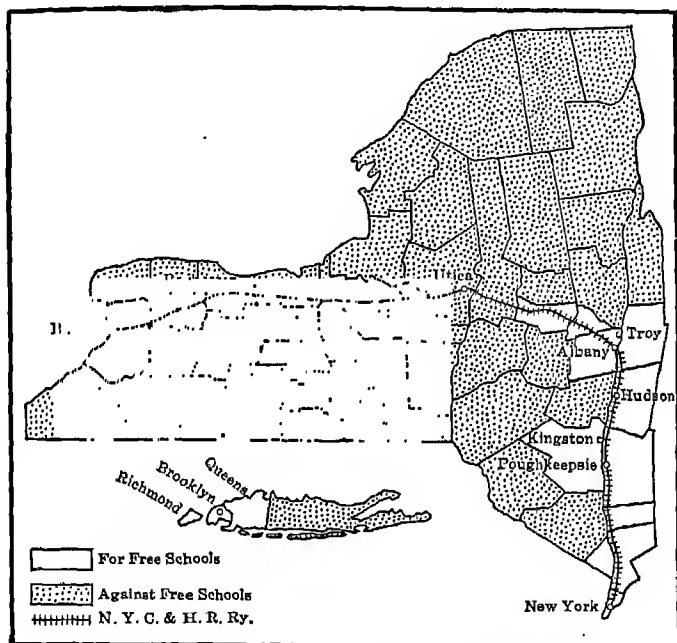 Utica
Troy
Albany
Hudson
Kingston
Poughkeepsie
Queens
Brooklyn
Richmond
For Free Schools
Against Free Schools
N. Y. C. & H. R. Ry.
New York